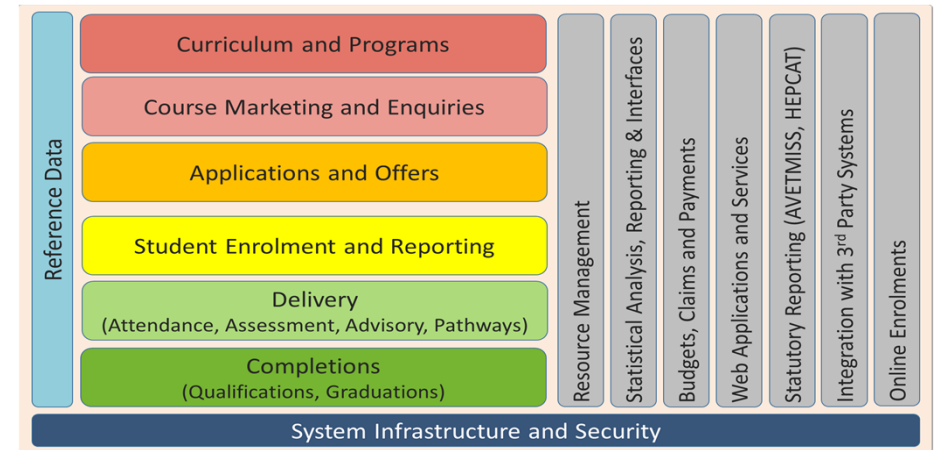 Reference Data
Curriculum and Programs
Course Marketing and Enquiries
Applications and Offers
Student Enrolment and Reporting
Delivery
(Attendance, Assessment, Advisory, Pathways)
Completions
(Qualifications, Graduations)
Resource Management
Statistical Analysis, Reporting & Interfaces
Budgets, Claims and Payments
Web Applications and Services
Statutory Reporting (AVETMISS, HEPCAT)
Integration with 3rd Party Systems
Online Enrolments
System Infrastructure and Security